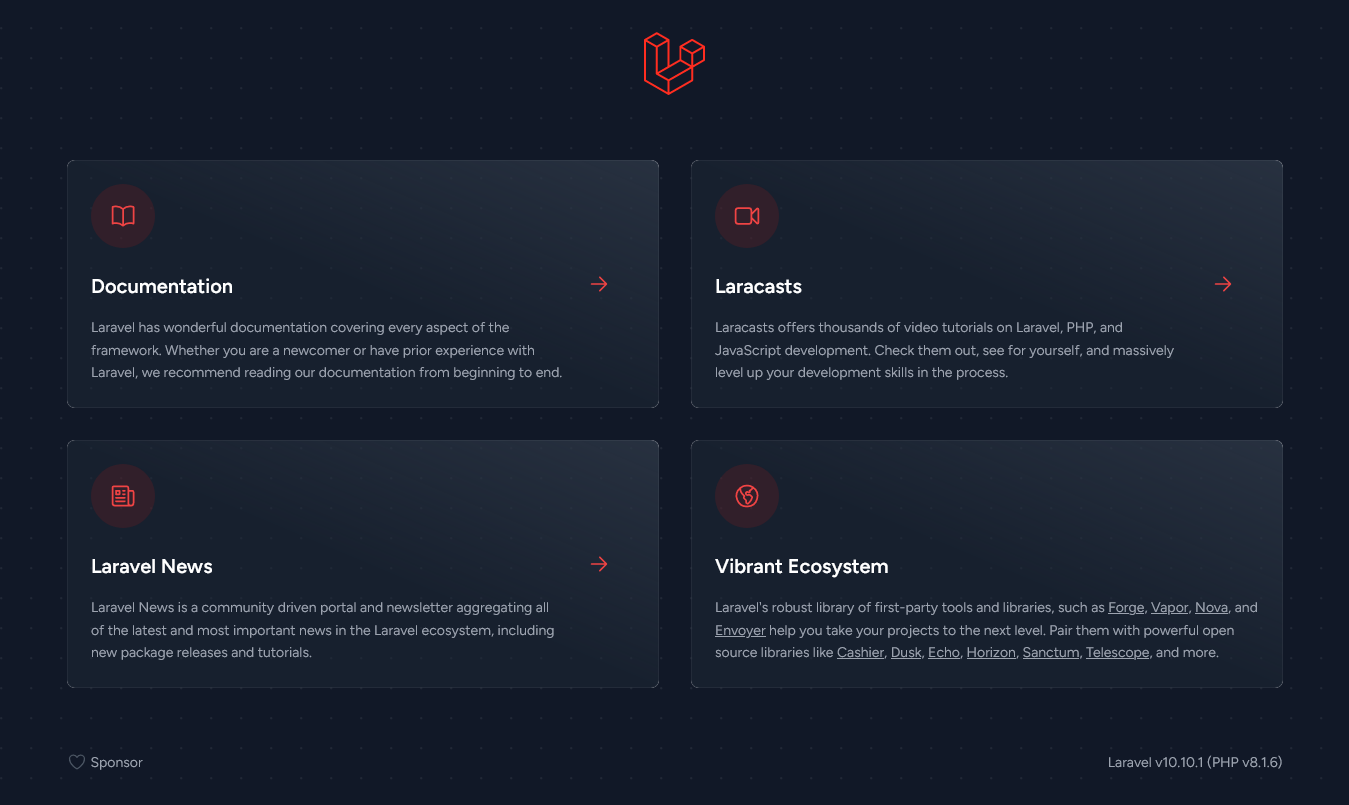 Documentation
Laravel has wonderful documentation covering every aspect of the
framework. Whether you are a newcomer or have prior experience with
Laravel, we recommend reading our documentation from beginning to end.
Laracasts
Laracasts offers thousands of video tutorials on Laravel, PHP, and
JavaScript development. Check them out, see for yourself, and massively
level up your development skills in the process.
Laravel News
Laravel News is a community driven portal and newsletter aggregating all
of the latest and most important news in the Laravel ecosystem, including
new package releases and tutorials.
Vibrant Ecosystem
Laravel's robust library of first-party tools and libraries, such as Forge, Vapor, Nova, and
Envoyer help you take your projects to the next level. Pair them with powerful open
source libraries like Cashier, Dusk, Echo, Horizon, Sanctum, Telescope, and more.
Sponsor
Laravel v10.10.1 (PHP v8.1.6)